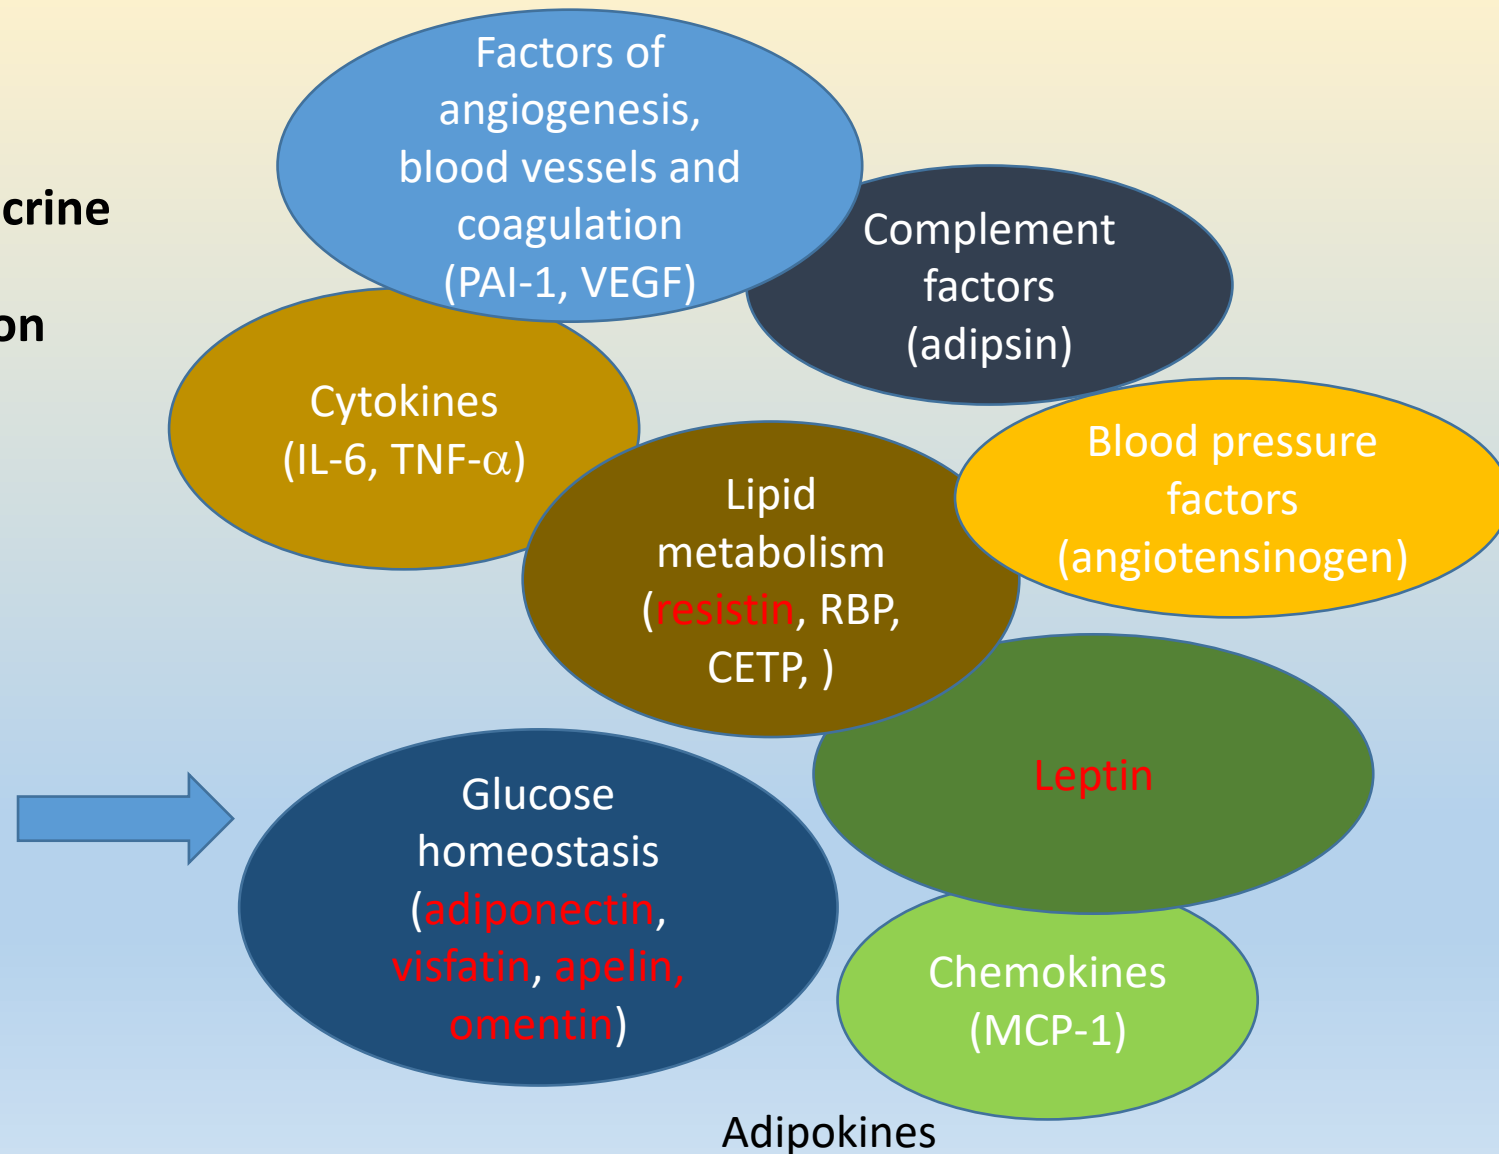 crine
on
Factors of
angiogenesis,
blood vessels and
coagulation
(PAI-1, VEGF)
Complement
factors
(adipsin)
Cytokines
(IL-6, TNF-α)
Blood pressure
factors
(angiotensinogen)
Lipid
metabolism
(resistin, RBP,
CETP, )
Leptin
Glucose
homeostasis
(adiponectin,
visfatin, apelin,
omentin)
Chemokines
(MCP-1)
Adipokines